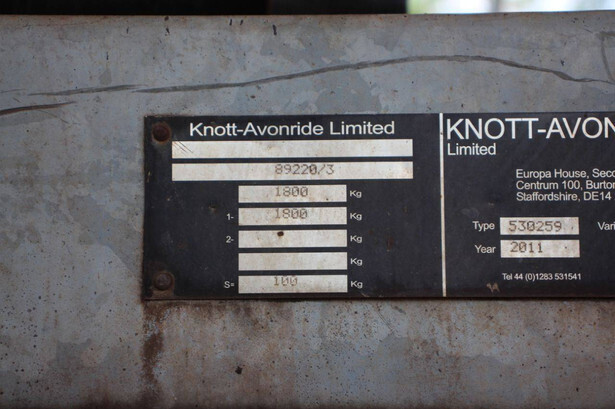 Knott-Avonride Limited
89220/3
1800 Kg
1- 1800 Kg
2- Kg
Kg
S= 100 Kg
KNOTT-AVON
Limited
Europa House, Seco
Centrum 100, Burto
Staffordshire, DE14
Type 530259 Vari
Year 2011
Tel 44 (0)1283 531541